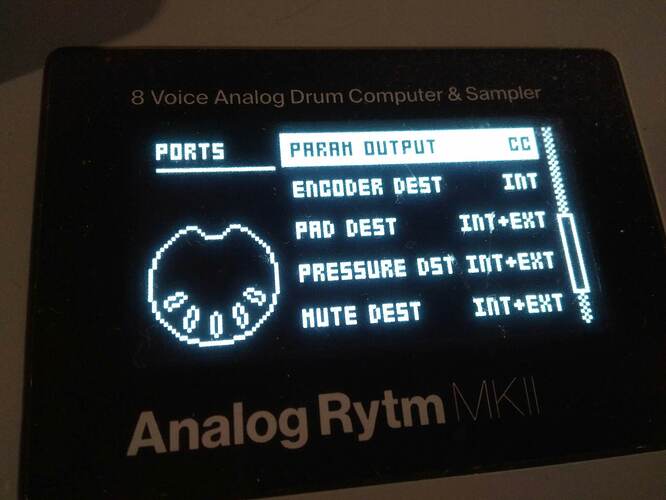 8 Voice Analog Drum Computer & Sampler
PORTS
PARAM OUTPUT CC
ENCODER DEST INT
PAD DEST INT+EXT
PRESSURE DST INT+EXT
MUTE DEST INT+EXT
Analog Rytm MKII